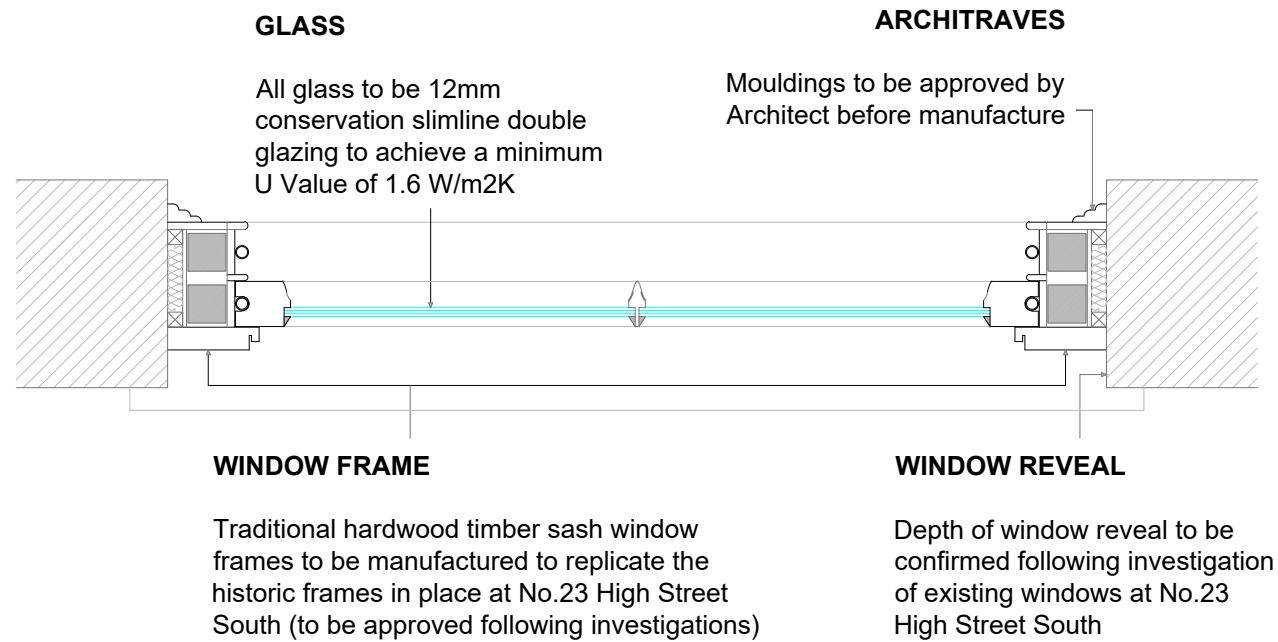 GLASS
All glass to be 12mm
conservation slimline double
glazing to achieve a minimum
U Value of 1.6 W/m2K
ARCHITRAVES
Mouldings to be approved by
Architect before manufacture
WINDOW FRAME
Traditional hardwood timber sash window
frames to be manufactured to replicate the
historic frames in place at No.23 High Street
South (to be approved following investigations)
WINDOW REVEAL
Depth of window reveal to be
confirmed following investigation
of existing windows at No.23
High Street South